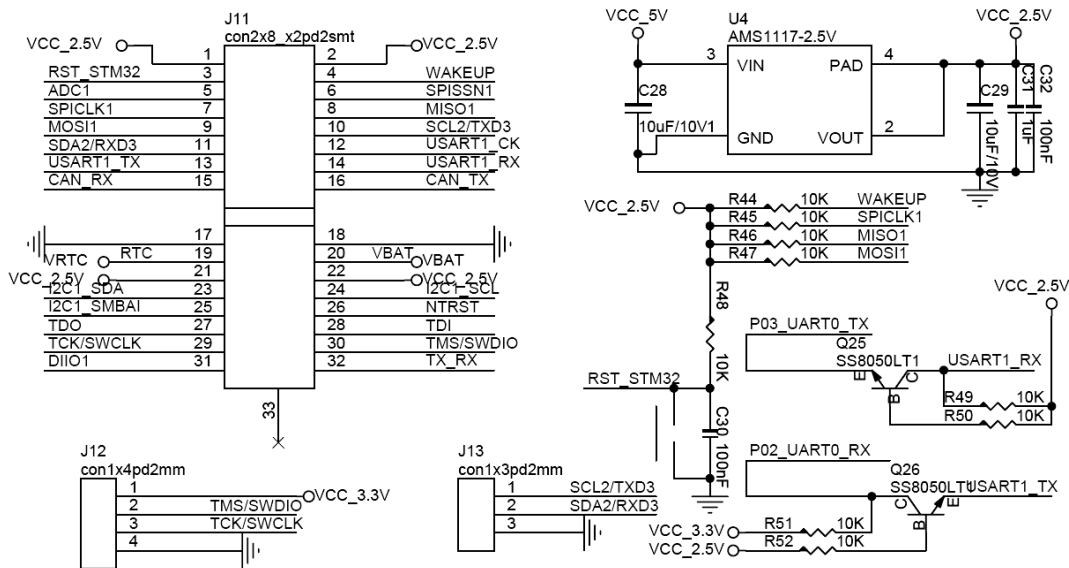 J11
con2x8_x2pd2smt
VCC_2.5V
VCC_2.5V
1
2
RST_STM32
3
4
WAKEUP
ADC1
5
6
SPISSN1
SPICLK1
7
8
MISO1
MOSI1
9
10
SCL2/TXD3
SDA2/RXD3
11
12
USART1_CK
USART1_TX
13
14
USART1_RX
CAN_RX
15
16
CAN_TX
17
18
VRTC
RTC
19
20
VBAT
VBAT
VCC_2.5V
21
22
VCC_2.5V
I2C1_SDA
23
24
I2C1_SCL
I2C1_SMBAI
25
26
NTRST
TDO
27
28
TDI
TCK/SWCLK
29
30
TMS/SWDIO
DIIO1
31
32
TX_RX
33
VCC_5V
U4
AMS1117-2.5V
VCC_2.5V
3
VIN
PAD
4
C28
10uF/10V
1
GND
VOUT
2
C29
10uF/10V
C31
1uF
C32
100nF
VCC_2.5V
R44
10K
WAKEUP
R45
10K
SPICLK1
R46
10K
MISO1
R47
10K
MOSI1
R48
10K
RST_STM32
C30
100nF
VCC_2.5V
P03_UART0_TX
Q25
SS8050LT1
USART1_RX
E
B
C
R49
10K
R50
10K
P02_UART0_RX
Q26
SS8050LT1
USART1_TX
C
B
E
VCC_3.3V
R51
10K
VCC_2.5V
R52
10K
J12
con1x4pd2mm
1
VCC_3.3V
2
TMS/SWDIO
3
TCK/SWCLK
4
J13
con1x3pd2mm
1
SCL2/TXD3
2
SDA2/RXD3
3